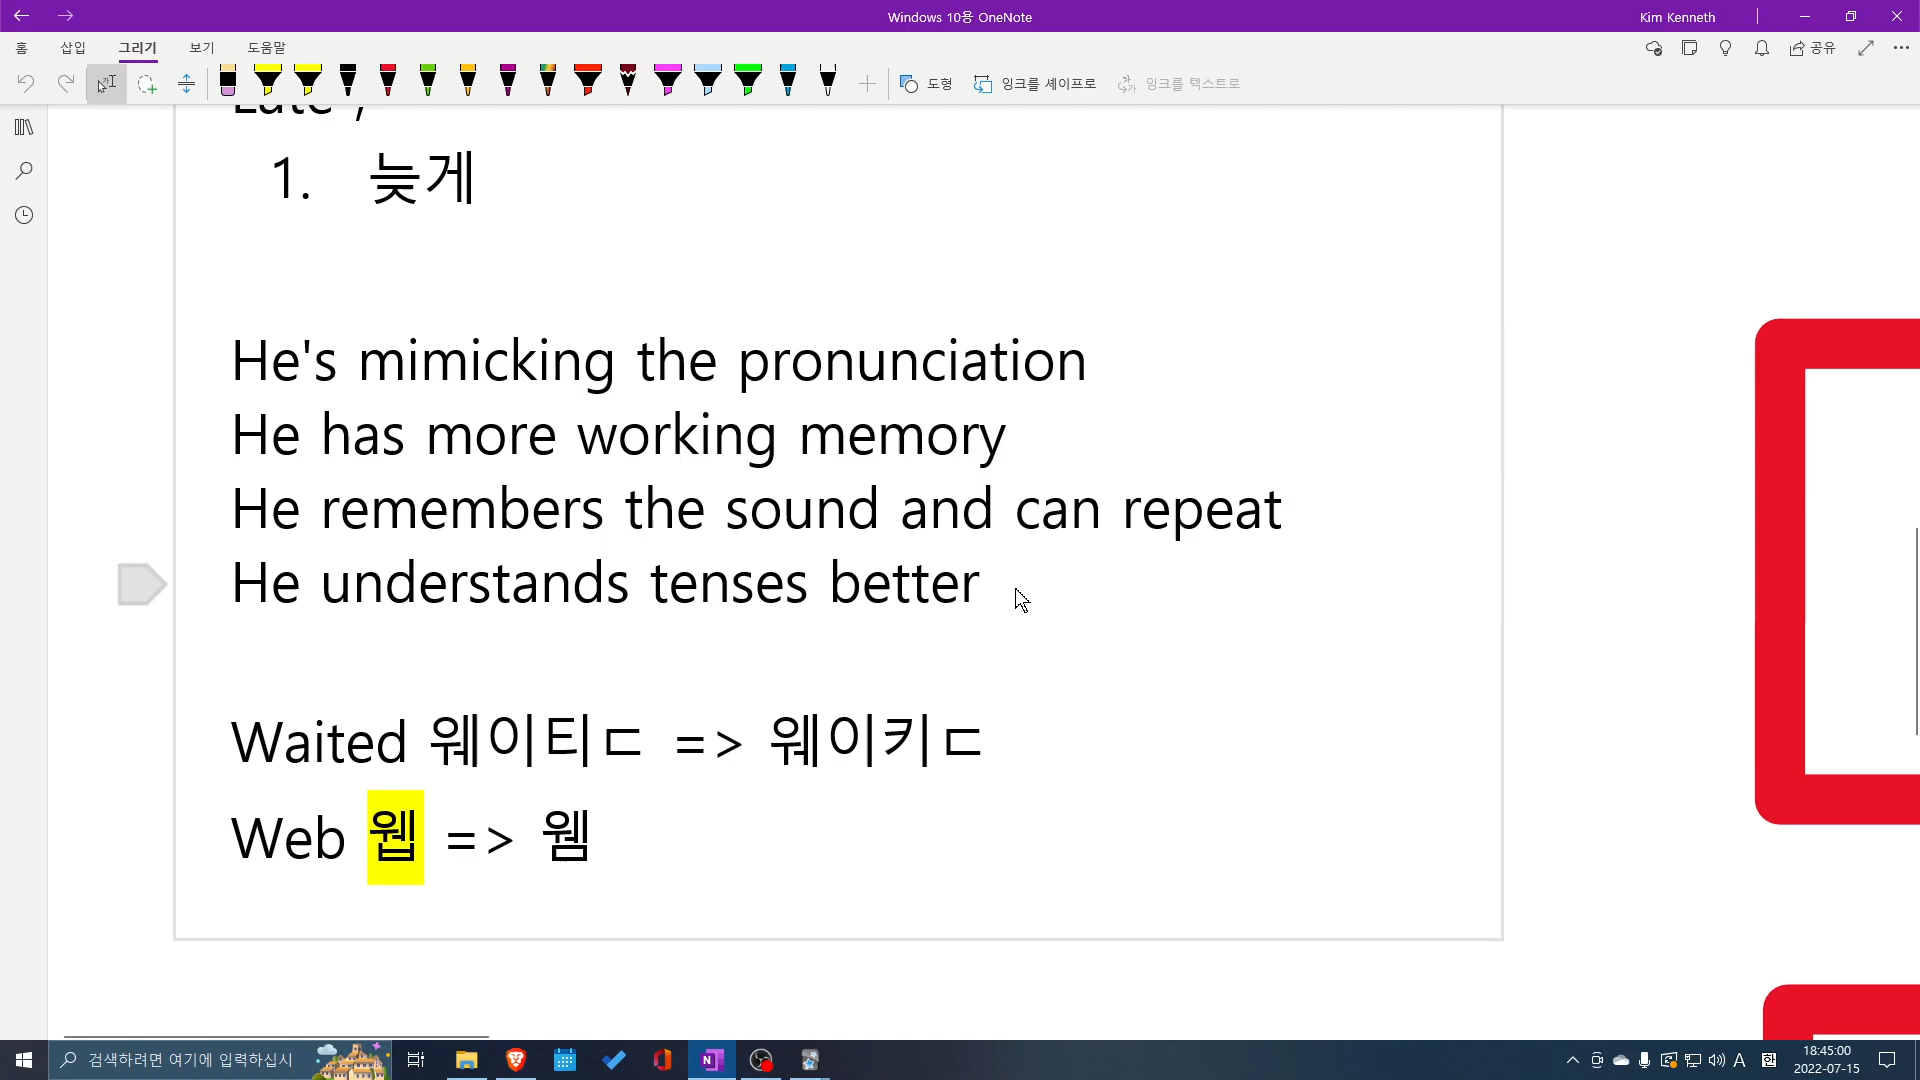 Windows 10용 OneNote
Kim Kenneth
홈 삽입 그리기 보기 도움말
공유
도형 잉크를 셰이프로 잉크를 텍스트로
Late ,
1. 늦게
He's mimicking the pronunciation
He has more working memory
He remembers the sound and can repeat
He understands tenses better
Waited 웨이티ㄷ => 웨이키ㄷ
Web 웹 => 웸
검색하려면 여기에 입력하십시
A
18:45:00
2022-07-15